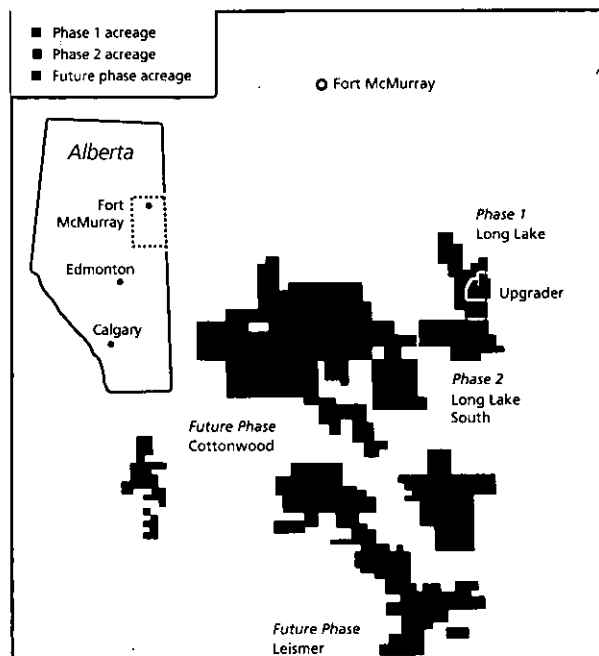 Phase 1 acreage
Phase 2 acreage
Future phase acreage
Fort McMurray
Alberta
Fort
McMurray
Edmonton
Calgary
Phase 1
Long Lake
Upgrader
Phase 2
Long Lake
South
Future Phase
Cottonwood
Future Phase
Leismer